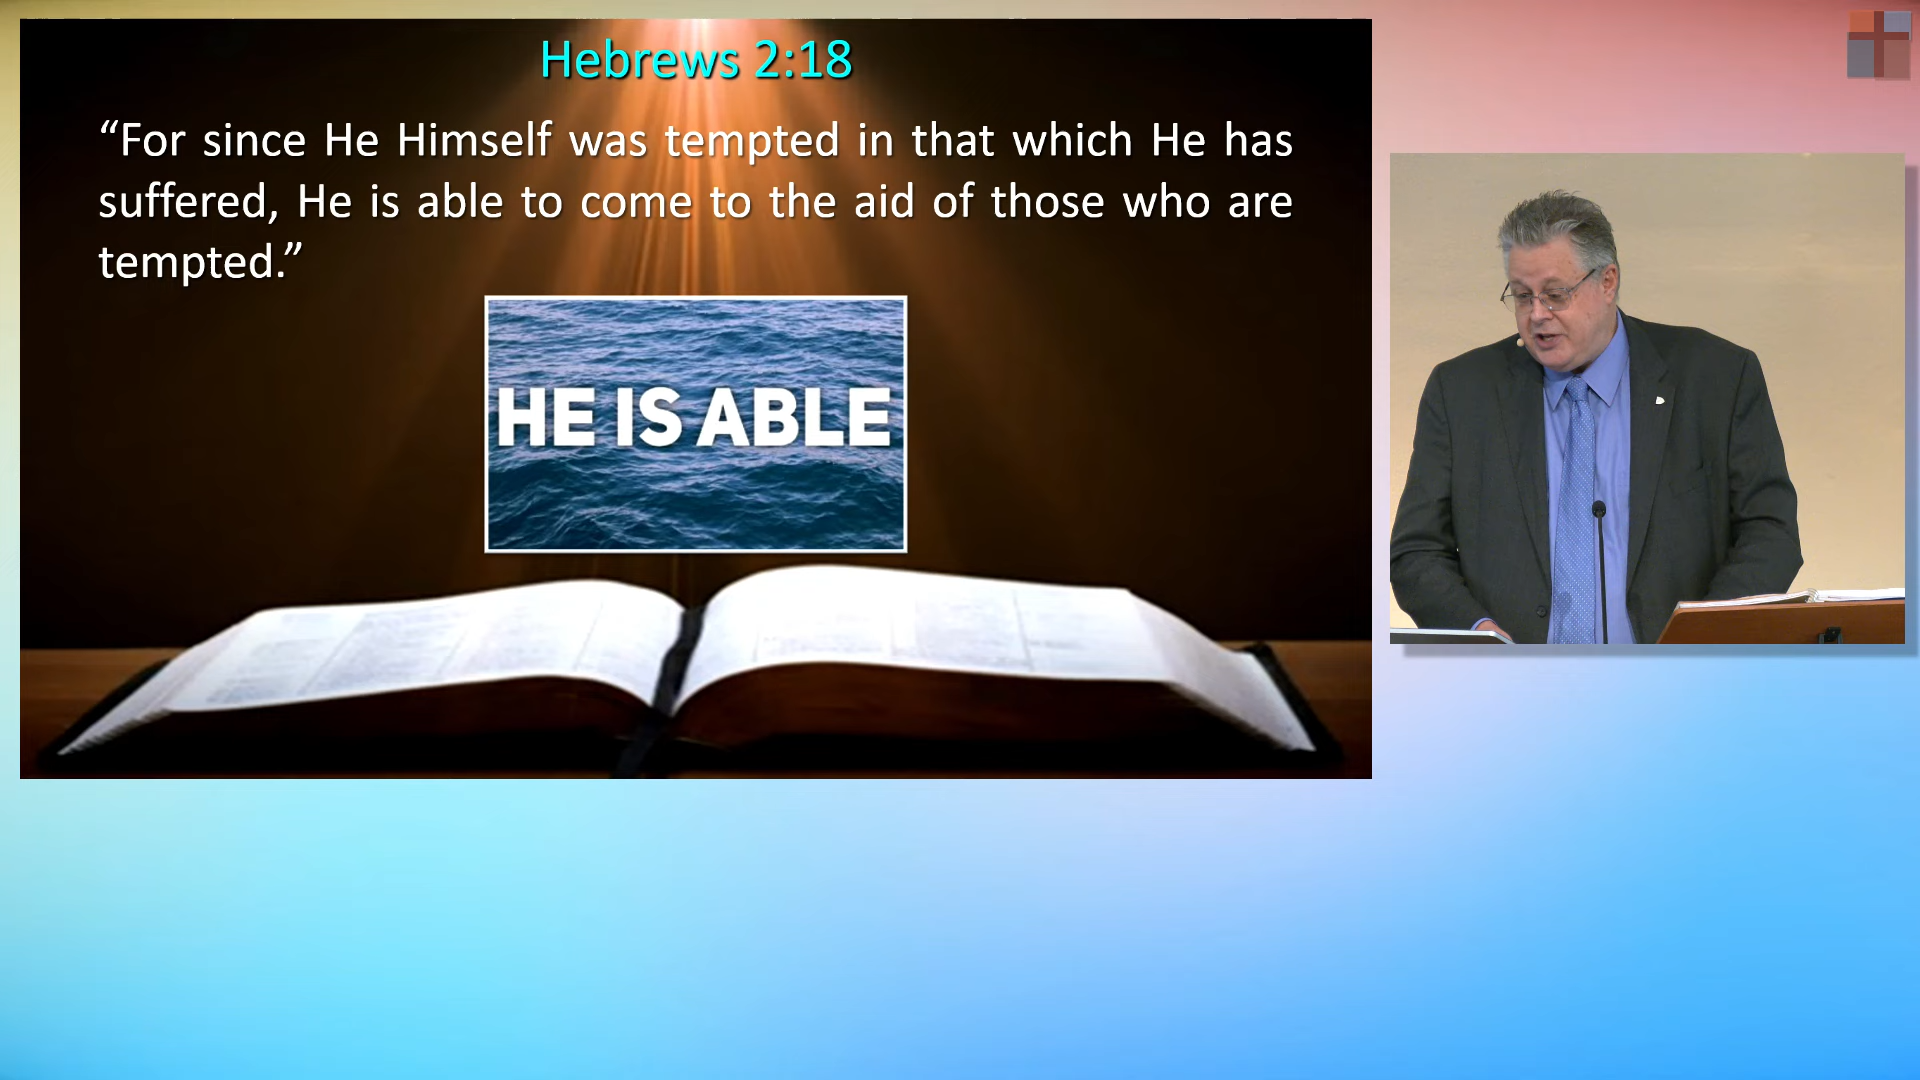 Hebrews 2:18
“For since He Himself was tempted in that which He has
suffered, He is able to come to the aid of those who are
tempted.”
HE IS ABLE